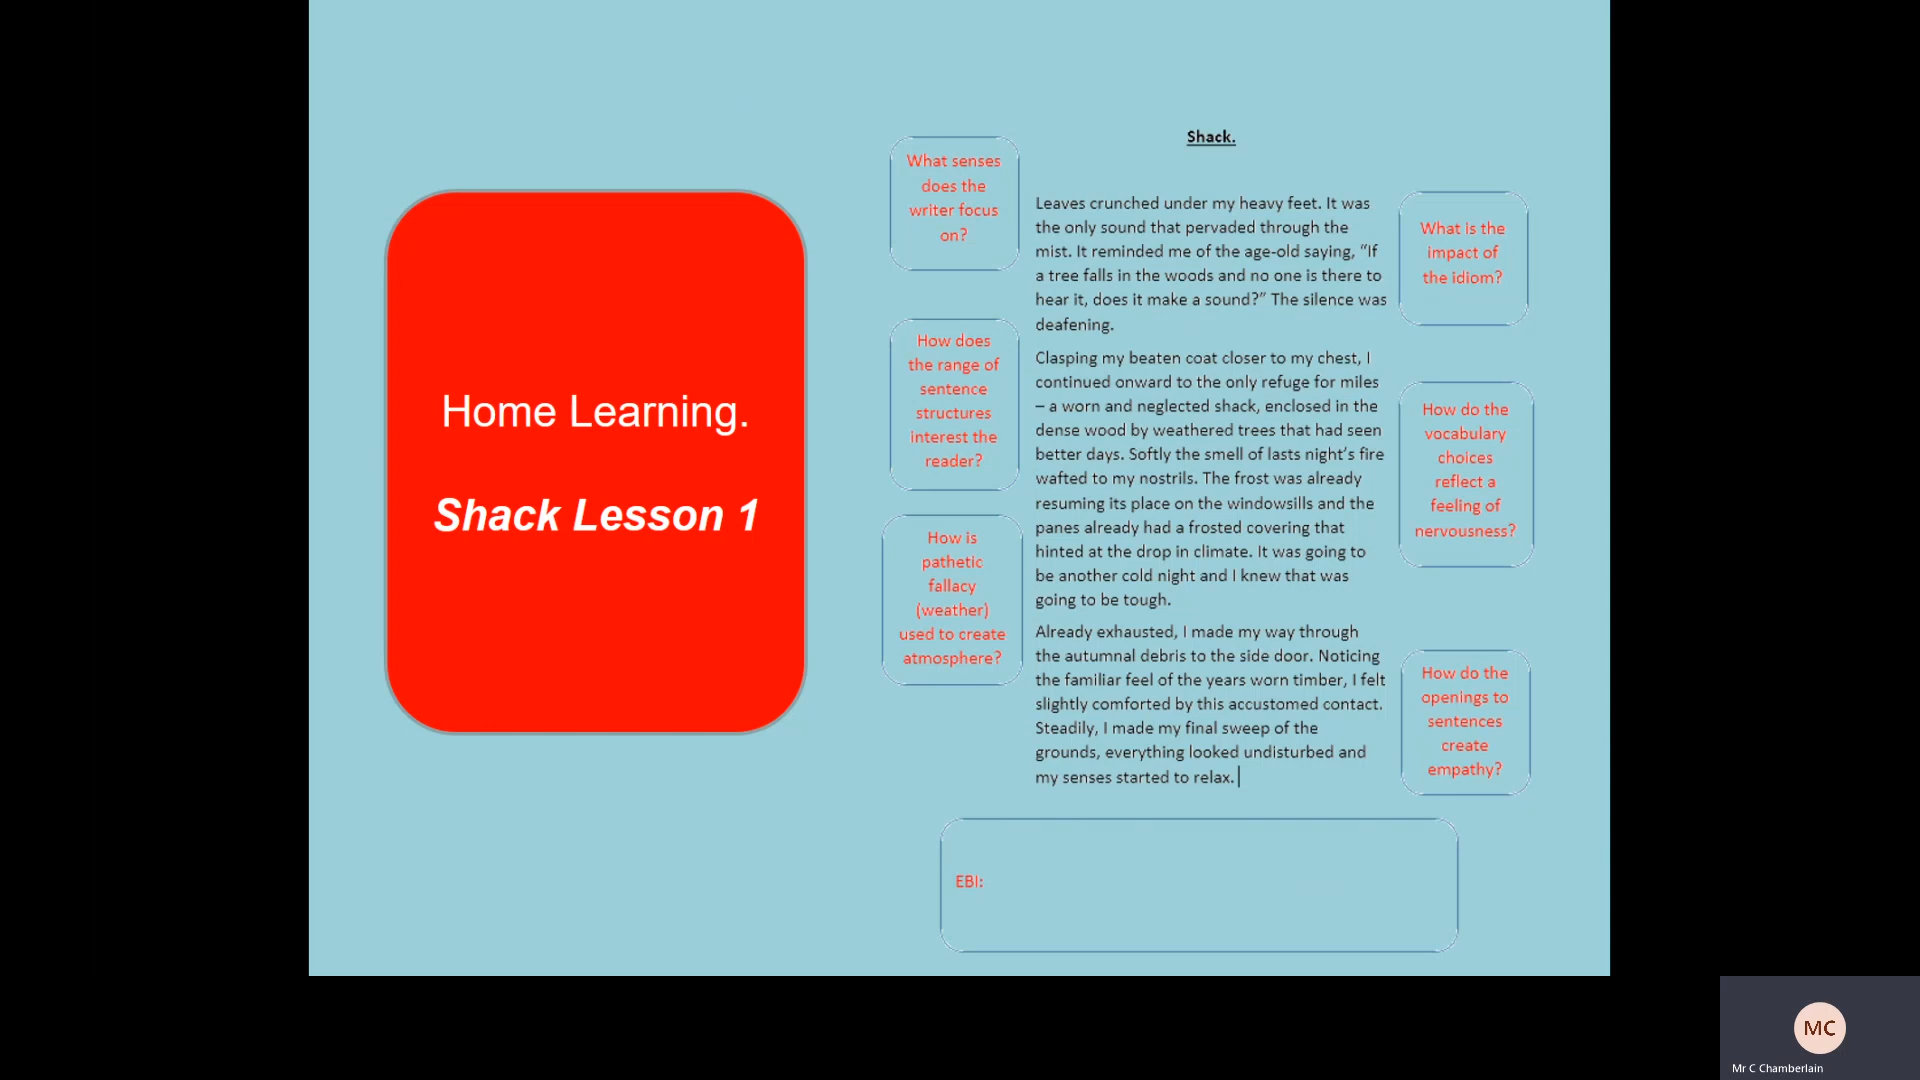 Home Learning.
Shack Lesson 1
Shack.
What senses
does the
writer focus
on?
How does
the range of
sentence
structures
interest the
reader?
How is
pathetic
fallacy
(weather)
used to create
atmosphere?
Leaves crunched under my heavy feet. It was
the only sound that pervaded through the
mist. It reminded me of the age-old saying, “If
a tree falls in the woods and no one is there to
hear it, does it make a sound?” The silence was
deafening.
Clasping my beaten coat closer to my chest, I
continued onward to the only refuge for miles
– a worn and neglected shack, enclosed in the
dense wood by weathered trees that had seen
better days. Softly the smell of lasts night’s fire
wafted to my nostrils. The frost was already
resuming its place on the windowsills and the
panes already had a frosted covering that
hinted at the drop in climate. It was going to
be another cold night and I knew that was
going to be tough.
Already exhausted, I made my way through
the autumnal debris to the side door. Noticing
the familiar feel of the years worn timber, I felt
slightly comforted by this accustomed contact.
Steadily, I made my final sweep of the
grounds, everything looked undisturbed and
my senses started to relax.
What is the
impact of
the idiom?
How do the
vocabulary
choices
reflect a
feeling of
nervousness?
How do the
openings to
sentences
create
empathy?
EBI:
MC
Mr C Chamberlain